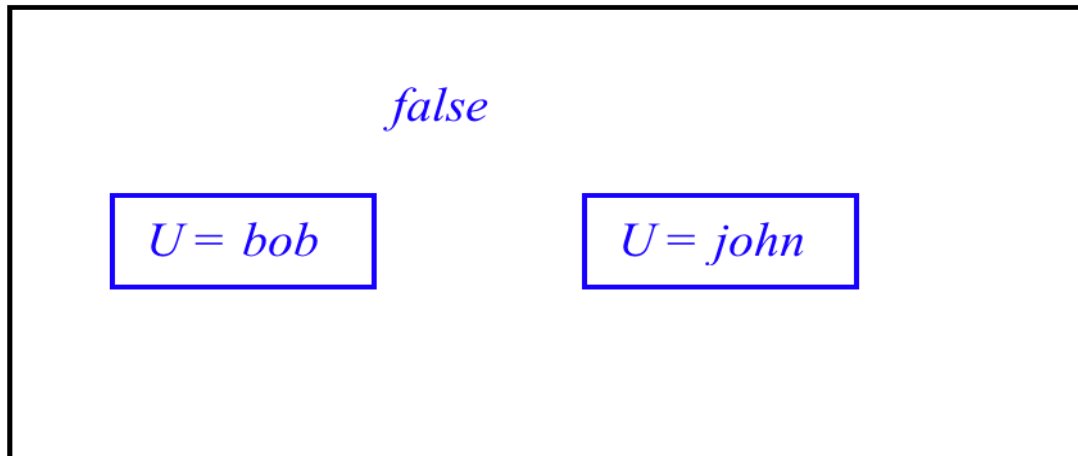 false
U = bob
U = john